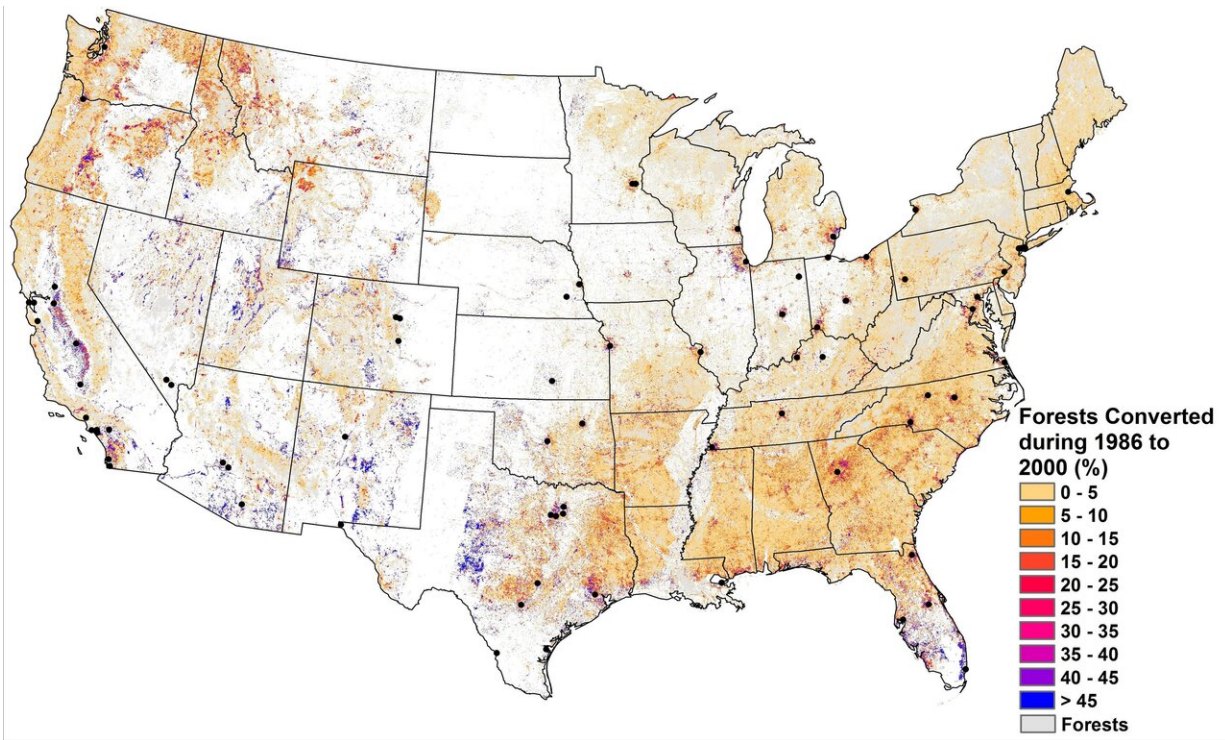 Forests Converted
during 1986 to
2000 (%)
0 - 5
5 - 10
10 - 15
15 - 20
20 - 25
25 - 30
30 - 35
35 - 40
40 - 45
> 45
Forests